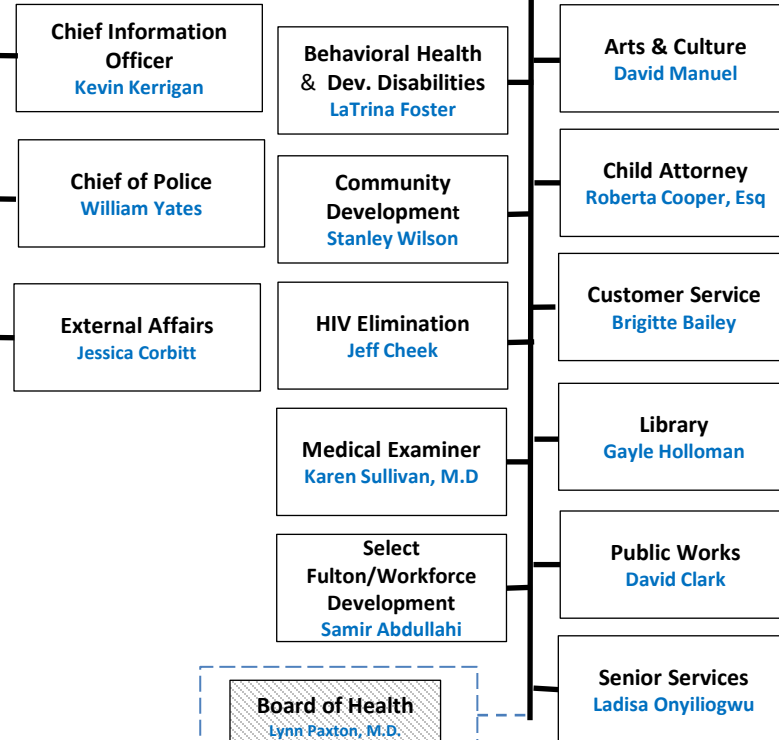 Chief Information
Officer
Kevin Kerrigan
Chief of Police
William Yates
External Affairs
Jessica Corbitt
Behavioral Health
& Dev. Disabilities
LaTrina Foster
Community
Development
Stanley Wilson
HIV Elimination
Jeff Cheek
Medical Examiner
Karen Sullivan, M.D
Select
Fulton/Workforce
Development
Samir Abdullahi
Board of Health
Lynn Paxton, M.D.
Arts & Culture
David Manuel
Child Attorney
Roberta Cooper, Esq
Customer Service
Brigitte Bailey
Library
Gayle Holloman
Public Works
David Clark
Senior Services
Ladisa Onyiliogwu